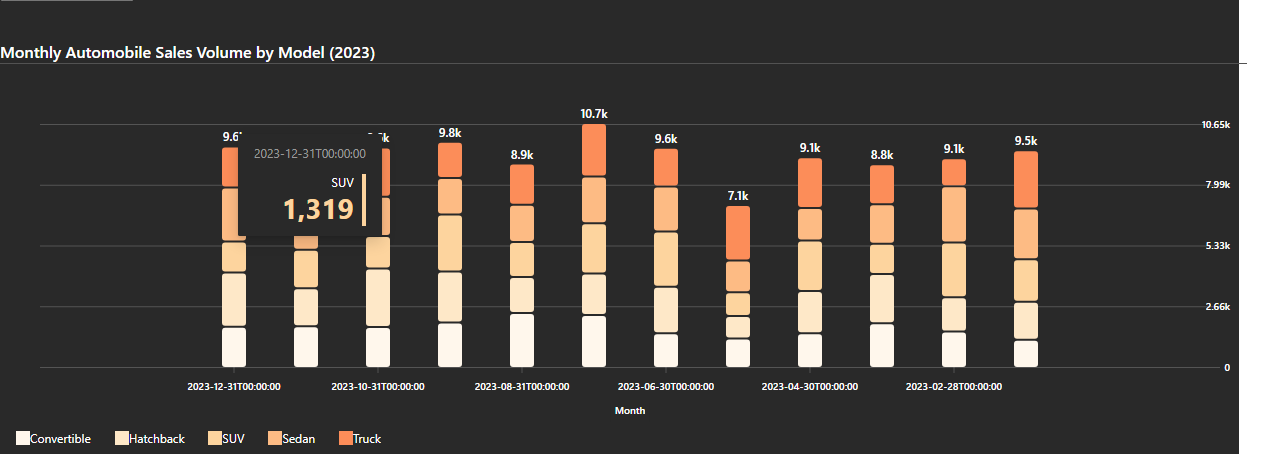 Monthly Automobile Sales Volume by Model (2023)
10.7k
9.8k
9.6k
9.5k
9.1k
9.1k
8.9k
8.8k
7.1k
10.65k
7.99k
5.33k
2.66k
0
2023-12-31T00:00:00
SUV
1,319
2023-12-31T00:00:00
2023-10-31T00:00:00
2023-08-31T00:00:00
2023-06-30T00:00:00
2023-04-30T00:00:00
2023-02-28T00:00:00
Month
Convertible
Hatchback
SUV
Sedan
Truck